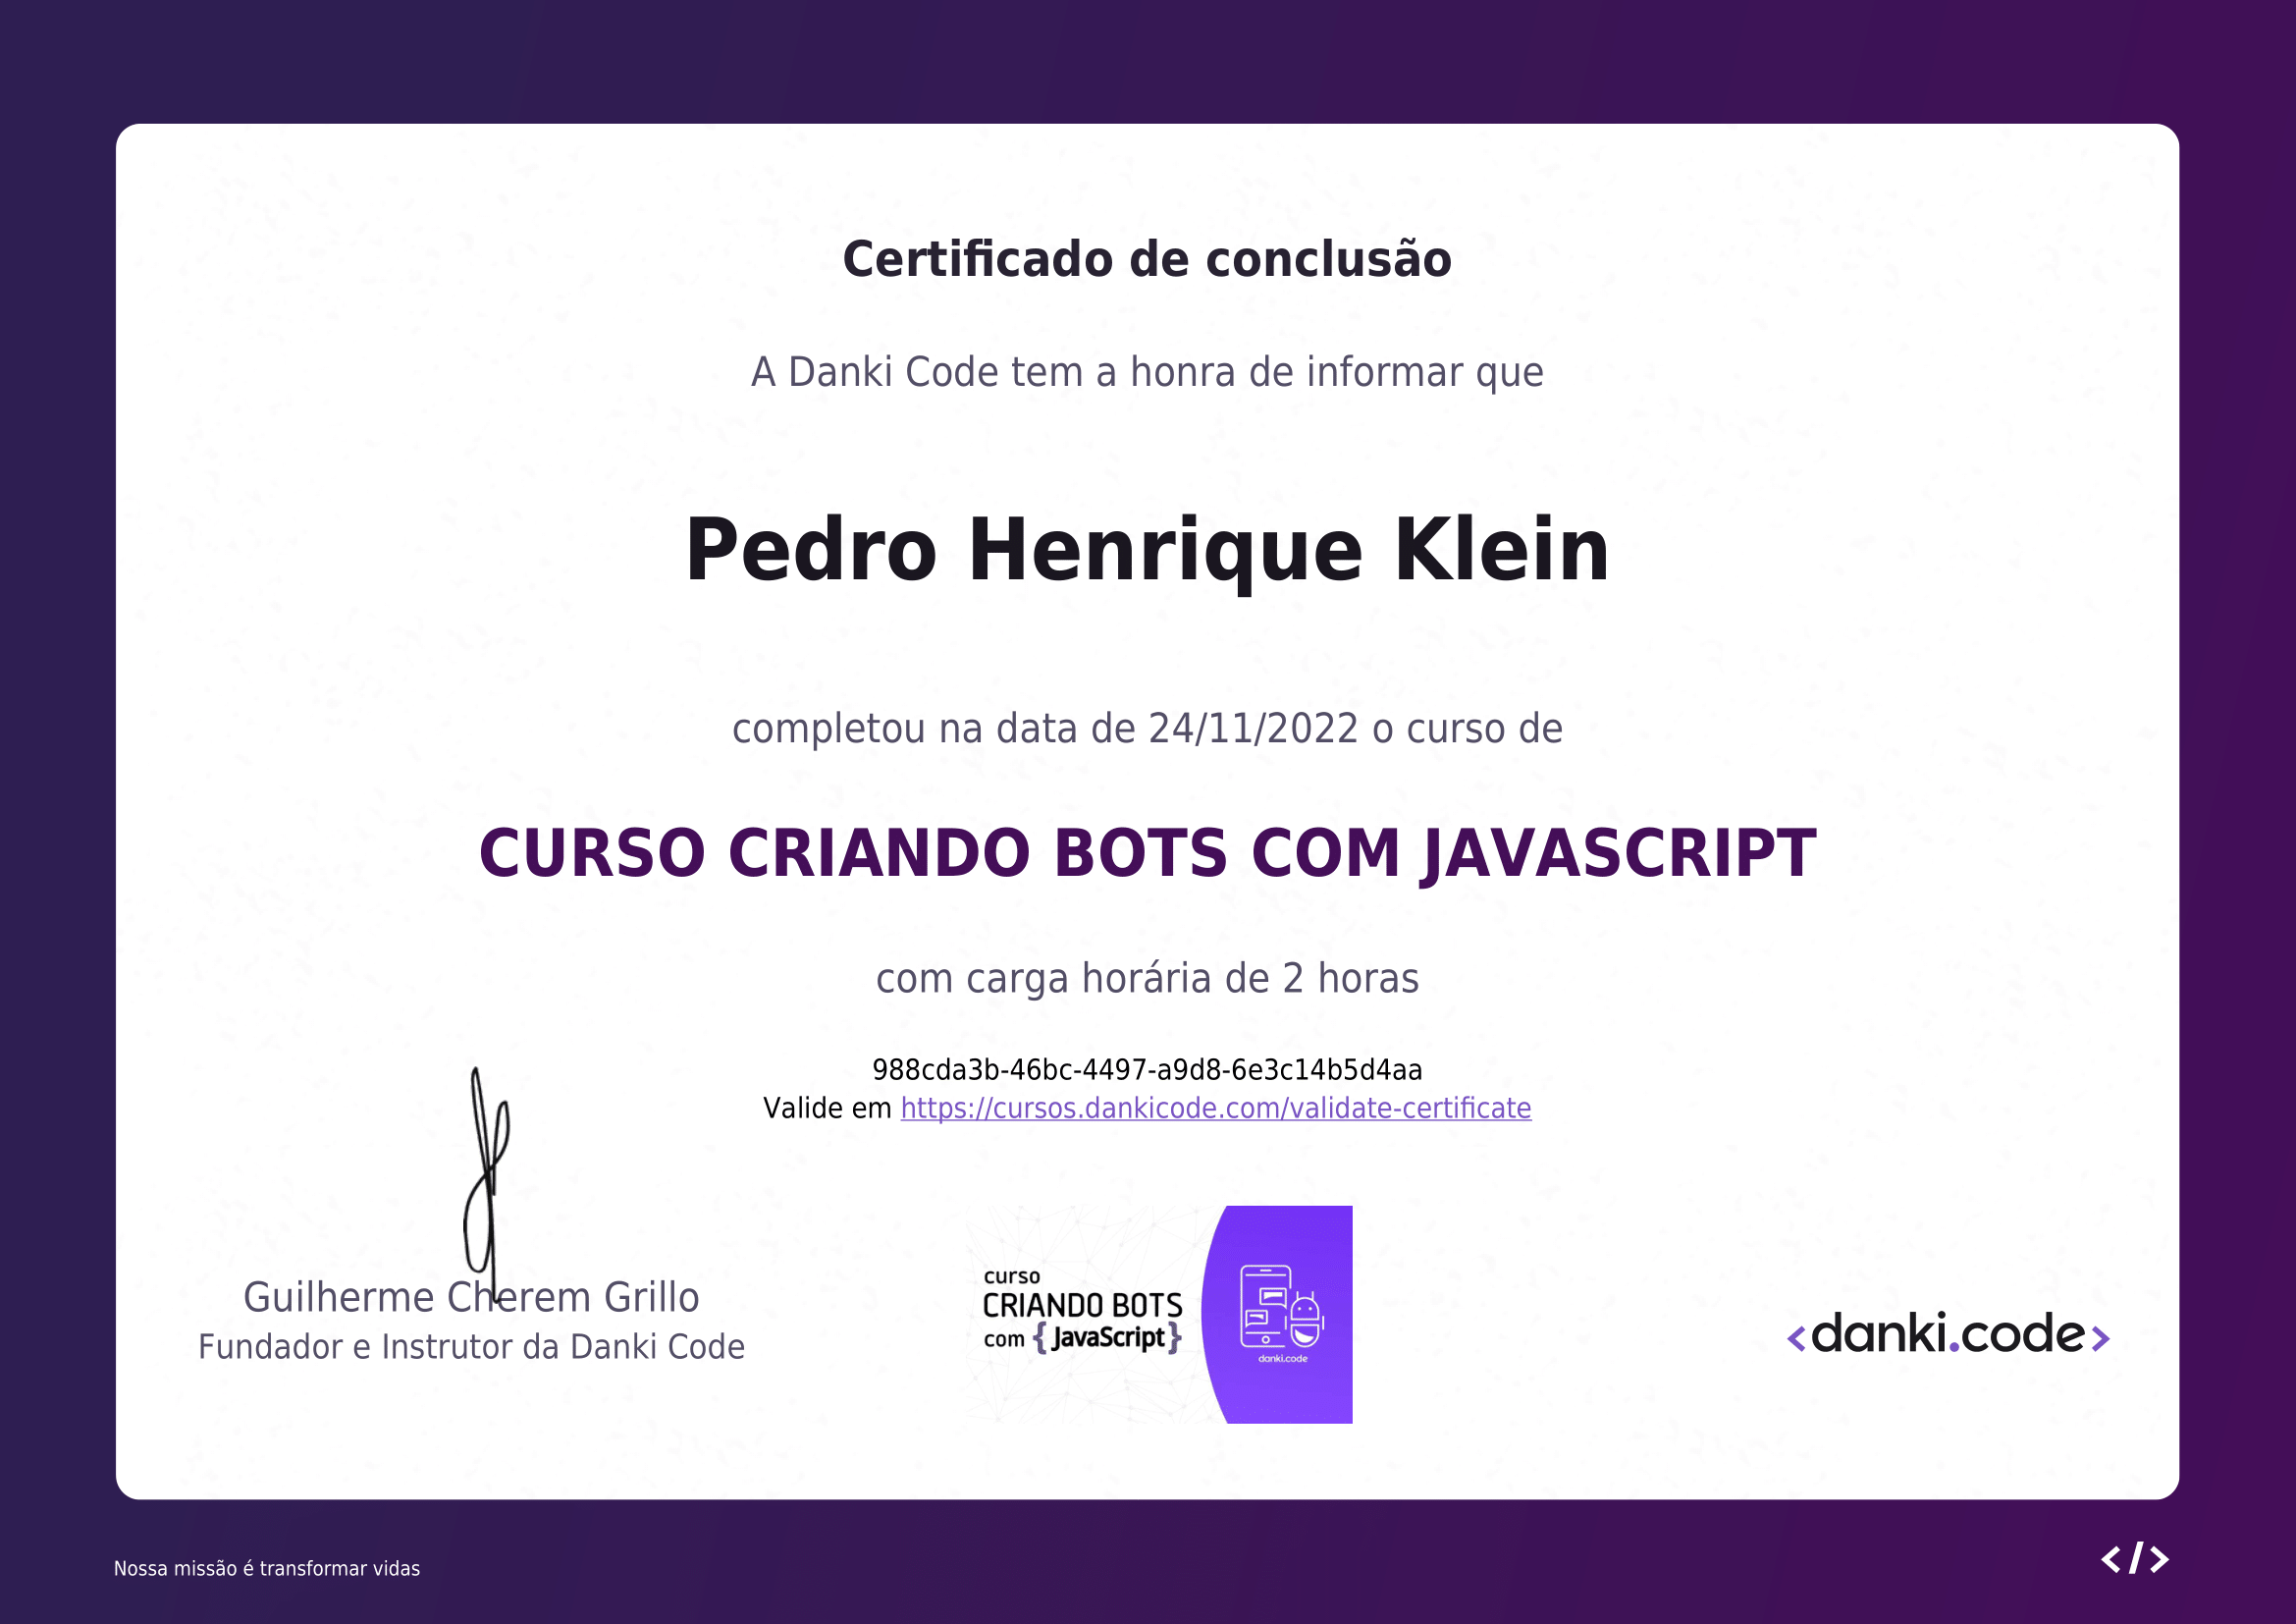 Certificado de conclusão
A Danki Code tem a honra de informar que
Pedro Henrique Klein
completou na data de 24/11/2022 o curso de
CURSO CRIANDO BOTS COM JAVASCRIPT
com carga horária de 2 horas
988cda3b-46bc-4497-a9d8-6e3c14b5d4aa
Valide em https://cursos.dankicode.com/validate-certificate
Guilherme Cherem Grillo
Fundador e Instrutor da Danki Code
curso
CRIANDO BOTS
com { JavaScript}
danki.code
<danki.code>
Nossa missão é transformar vidas
</>